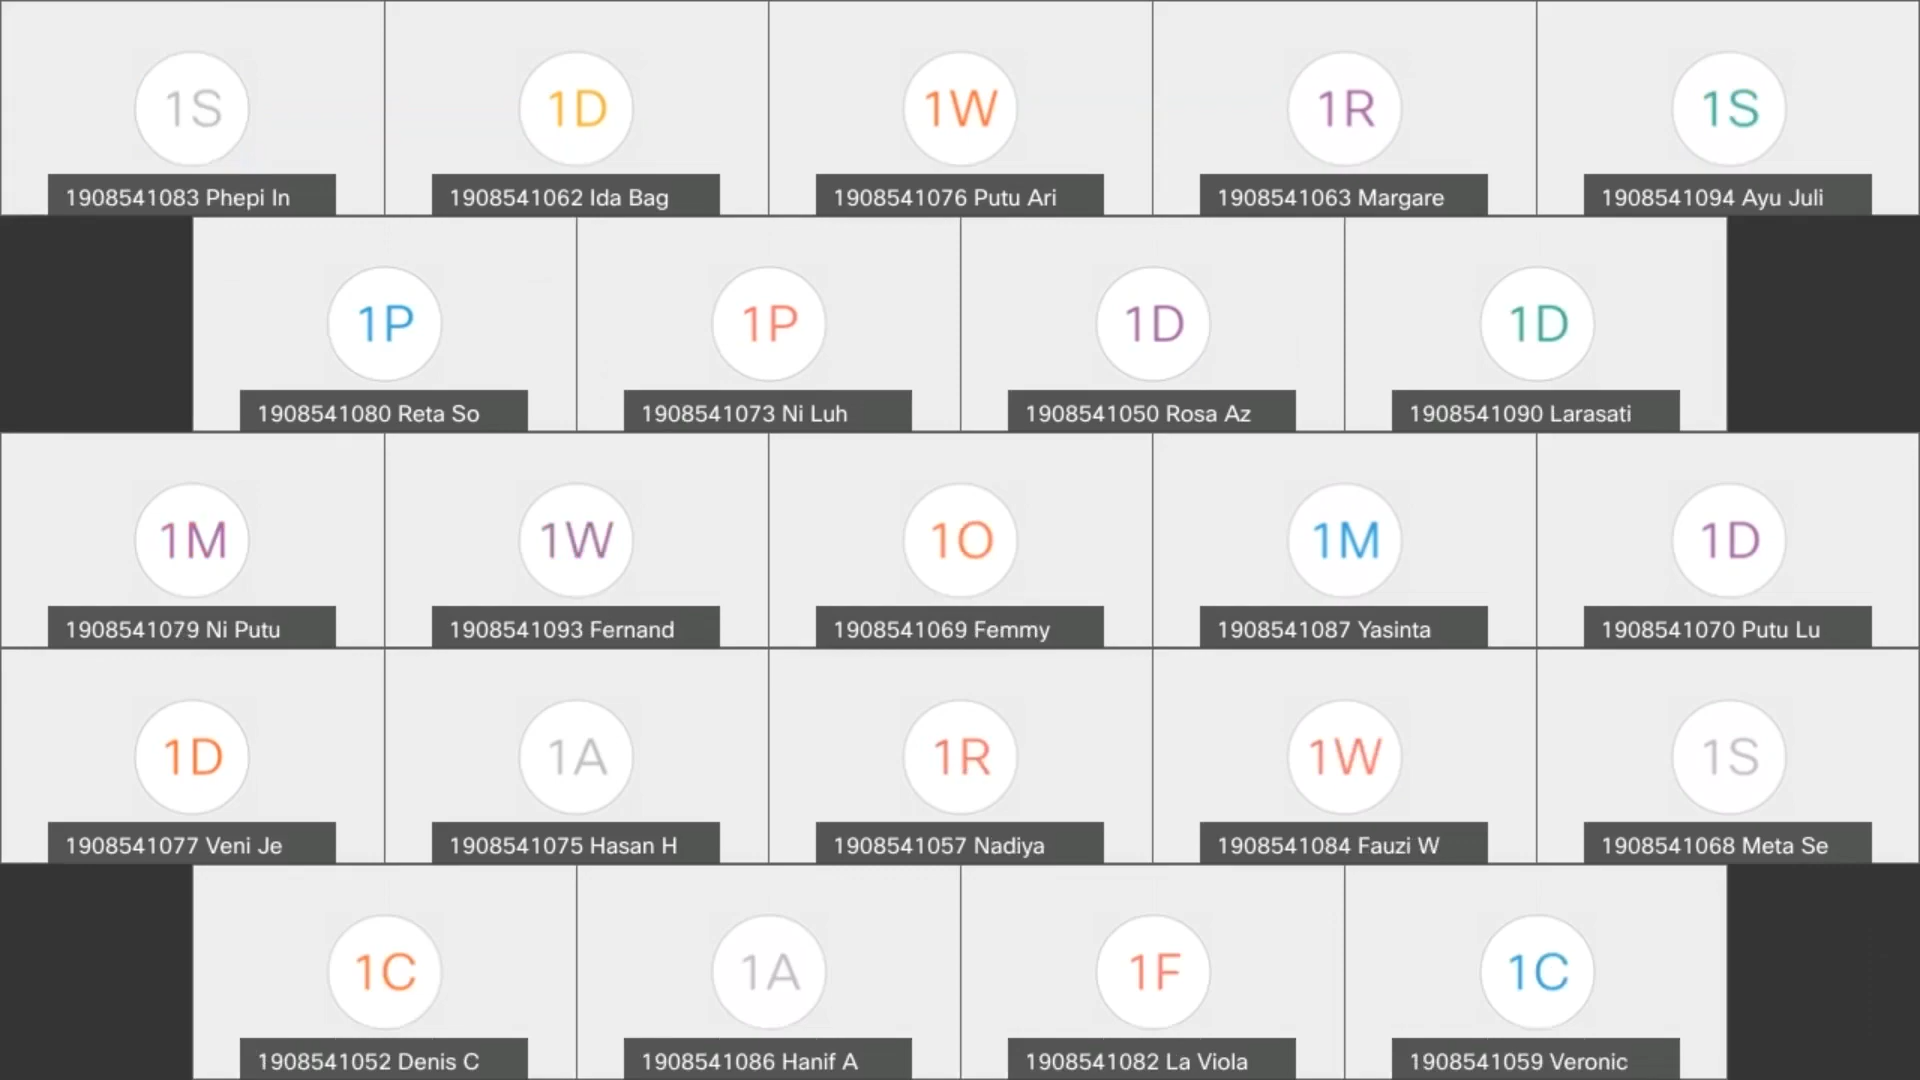 1S
1D
1W
1R
1S
1908541083 Phepi In
1908541062 Ida Bag
1908541076 Putu Ari
1908541063 Margare
1908541094 Ayu Juli
1P
1P
1D
1D
1908541080 Reta So
1908541073 Ni Luh
1908541050 Rosa Az
1908541090 Larasati
1M
1W
1O
1M
1D
1908541079 Ni Putu
1908541093 Fernand
1908541069 Femmy
1908541087 Yasinta
1908541070 Putu Lu
1D
1A
1R
1W
1S
1908541077 Veni Je
1908541075 Hasan H
1908541057 Nadiya
1908541084 Fauzi W
1908541068 Meta Se
1C
1A
1F
1C
1908541052 Denis C
1908541086 Hanif A
1908541082 La Viola
1908541059 Veronic